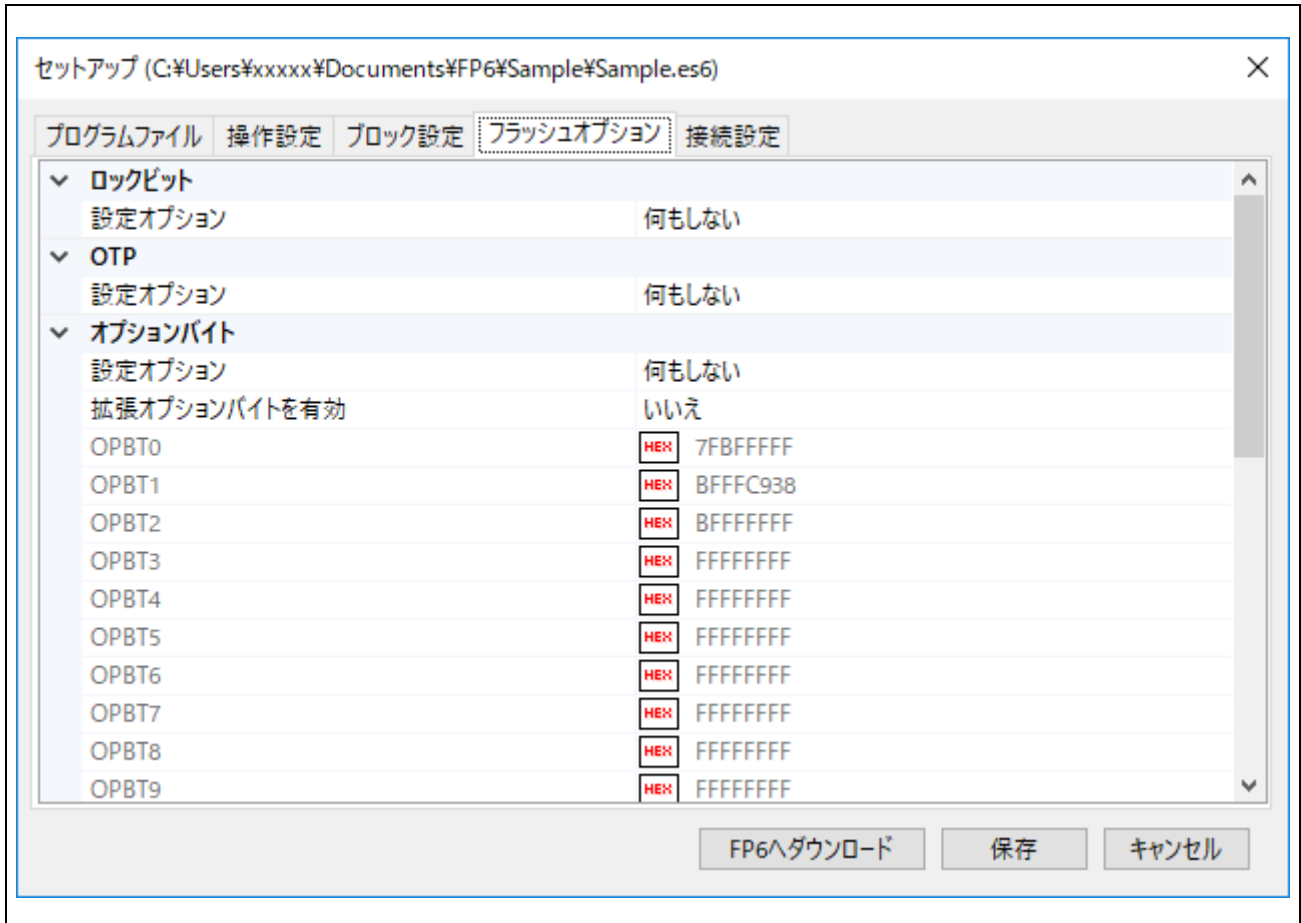 セットアップ (C:¥Users¥xxxxx¥Documents¥FP6¥Sample¥Sample.es6)
プログラムファイル 操作設定 ブロック設定 フラッシュオプション 接続設定
ロックビット
設定オプション 何もしない
OTP
設定オプション 何もしない
オプションバイト
設定オプション 何もしない
拡張オプションバイトを有効 いいえ
OPBT0 HEX 7FBFFFFF
OPBT1 HEX BFFFC938
OPBT2 HEX BFFFFFFF
OPBT3 HEX FFFFFFFF
OPBT4 HEX FFFFFFFF
OPBT5 HEX FFFFFFFF
OPBT6 HEX FFFFFFFF
OPBT7 HEX FFFFFFFF
OPBT8 HEX FFFFFFFF
OPBT9 HEX FFFFFFFF
FP6へダウンロード 保存 キャンセル